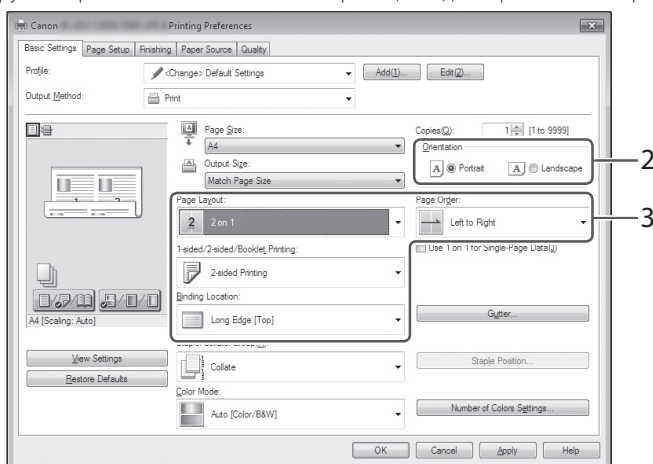 Canon Printing Preferences
Basic Settings Page Setup Finishing Paper Source Quality
Profile: <Change> Default Settings Add(1)... Edit(2)...
Output Method: Print
Page Size: Copies(Q): 1 [1 to 9999]
A4 Orientation
Output Size: A Portrait A Landscape 2
Match Page Size
Page Layout: Page Order:
2 2 on 1 Left to Right 3
1-sided/2-sided/Booklet Printing: Use 1 on 1 for Single-Page Data(J)
2-sided Printing
Binding Location:
Long Edge [Top] Gutter...
A4 [Scaling: Auto]
View Settings Collate Staple Position...
Restore Defaults
Color Mode:
Auto [Color/B&W] Number of Colors Settings...
OK Cancel Apply Help